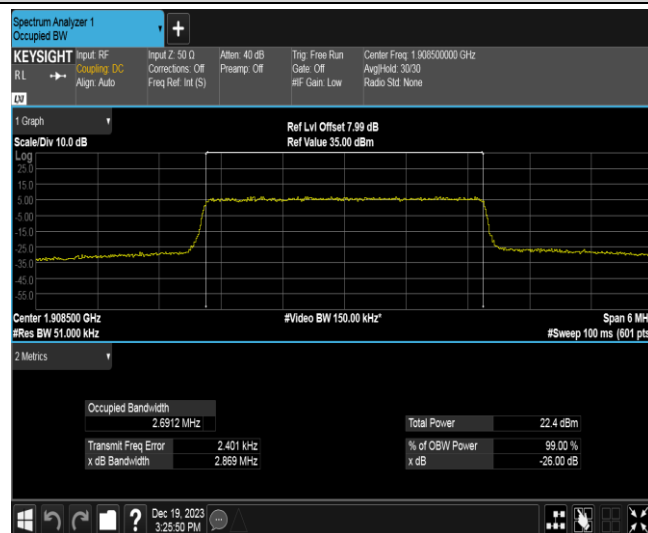 Spectrum Analyzer 1
Occupied BW
+
KEYSIGHT
RL
LXI
Input: RF
Coupling: DC
Align: Auto
Input Z: 50 Ω
Corrections: Off
Freq Ref: Int (S)
Atten: 40 dB
Preamp: Off
Trig: Free Run
Gate: Off
#IF Gain: Low
Center Freq: 1.908500000 GHz
Avg|Hold: 30/30
Radio Std: None
1 Graph
Scale/Div 10.0 dB
Ref Lvl Offset 7.99 dB
Ref Value 35.00 dBm
Log
25.0
15.0
5.00
-5.00
-15.0
-25.0
-35.0
-45.0
-55.0
Center 1.908500 GHz
#Res BW 51.000 kHz
#Video BW 150.00 kHz*
Span 6 MH
#Sweep 100 ms (601 pts
2 Metrics
Occupied Bandwidth
2.6912 MHz
Transmit Freq Error 2.401 kHz
x dB Bandwidth 2.869 MHz
Total Power 22.4 dBm
% of OBW Power 99.00 %
x dB -26.00 dB
?
Dec 19, 2023
3:25:50 PM